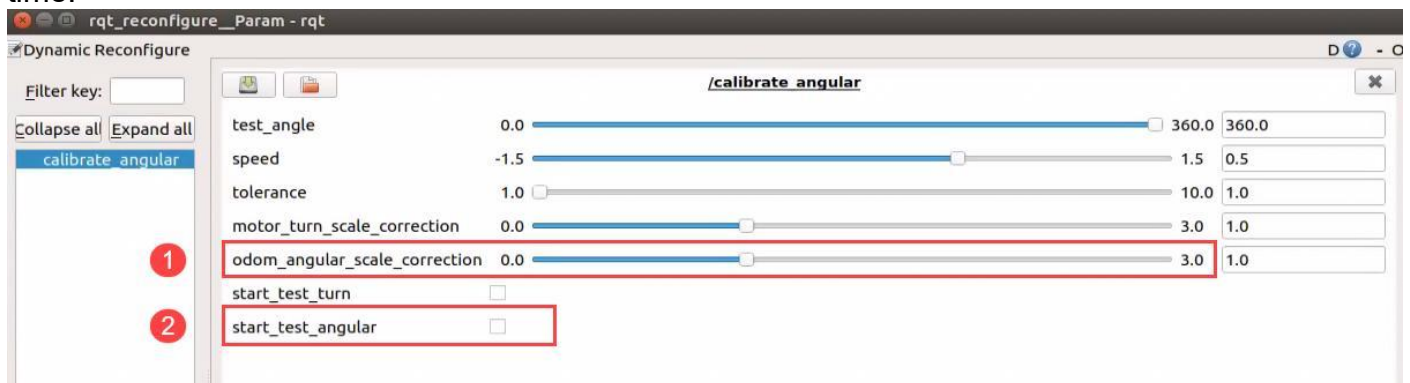 time.
rqt_reconfigure__Param - rqt
Dynamic Reconfigure
D - O
Filter key:
/calibrate_angular
Collapse all Expand all
test_angle 0.0 360.0 360.0
calibrate_angular
speed -1.5 1.5 0.5
tolerance 1.0 10.0 1.0
motor_turn_scale_correction 0.0 3.0 1.0
1 odom_angular_scale_correction 0.0 3.0 1.0
start_test_turn
2 start_test_angular